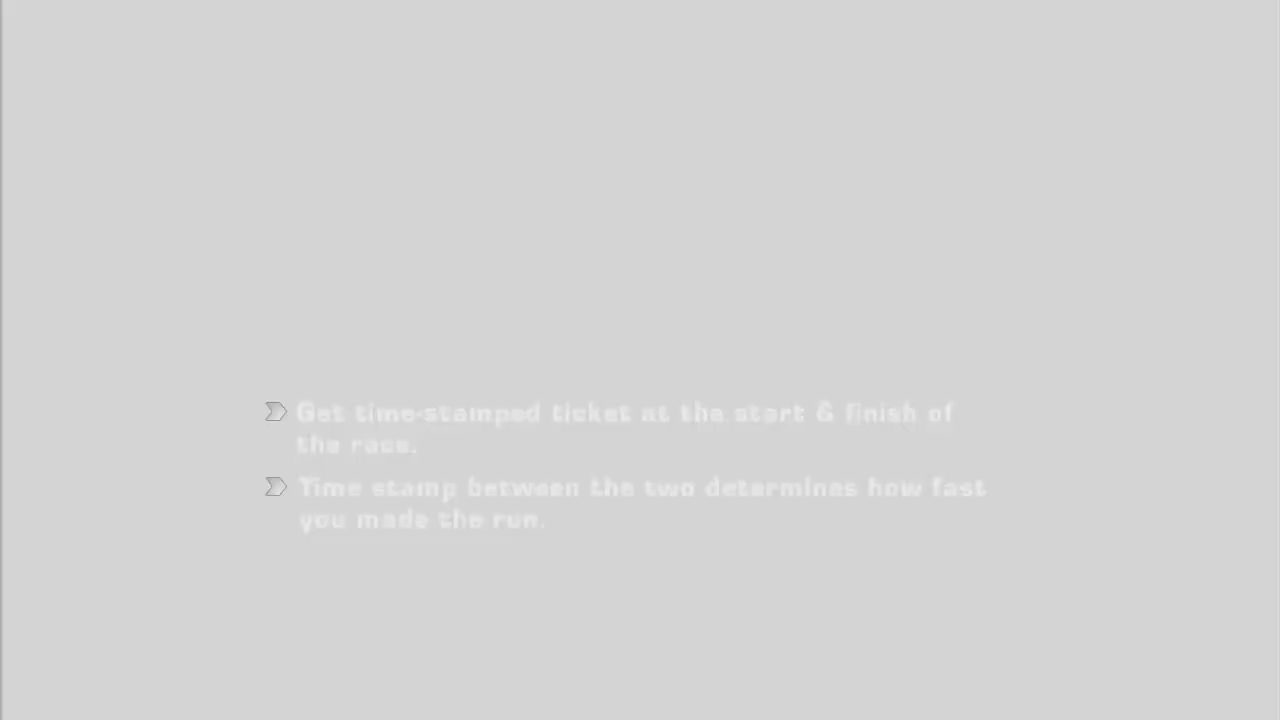 Get time-stamped ticket at the start & finish of
the race.
Time stamp between the two determines how fast
you made the run.